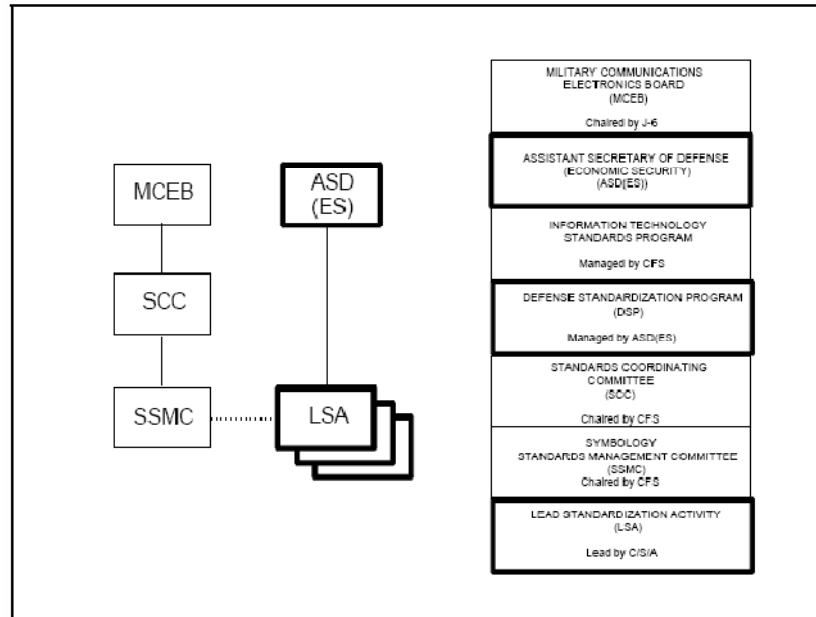 MCEB
SCC
SSMC
ASD
(ES)
LSA
MILITARY COMMUNICATIONS
ELECTRONICS BOARD
(MCEB)
Chaired by J-6
ASSISTANT SECRETARY OF DEFENSE
(ECONOMIC SECURITY)
(ASD(ES))
INFORMATION TECHNOLOGY
STANDARDS PROGRAM
Managed by CFS
DEFENSE STANDARDIZATION PROGRAM
(DSP)
Managed by ASD(ES)
STANDARDS COORDINATING
COMMITTEE
(SCC)
Chaired by CFS
SYMBOLOGY
STANDARDS MANAGEMENT COMMITTEE
(SSMC)
Chaired by CFS
LEAD STANDARDIZATION ACTIVITY
(LSA)
Lead by C/S/A